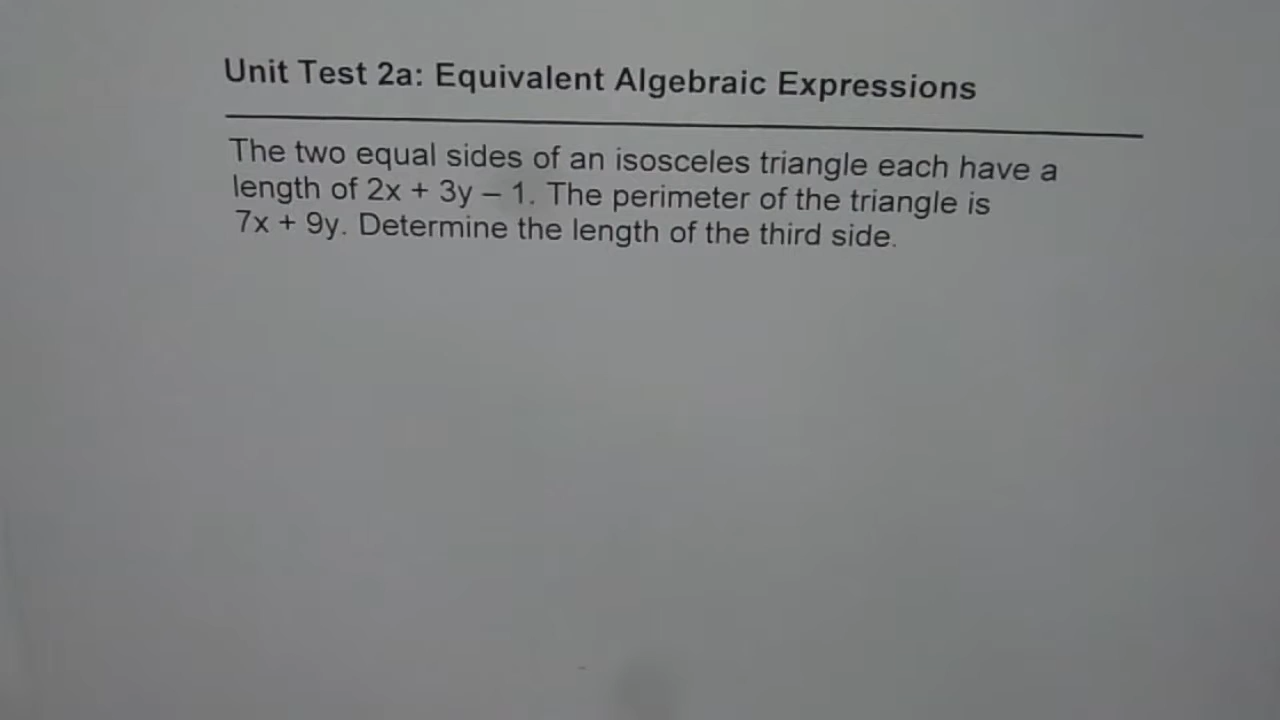 Unit Test 2a: Equivalent Algebraic Expressions
The two equal sides of an isosceles triangle each have a
length of 2x + 3y – 1. The perimeter of the triangle is
7x + 9y. Determine the length of the third side.